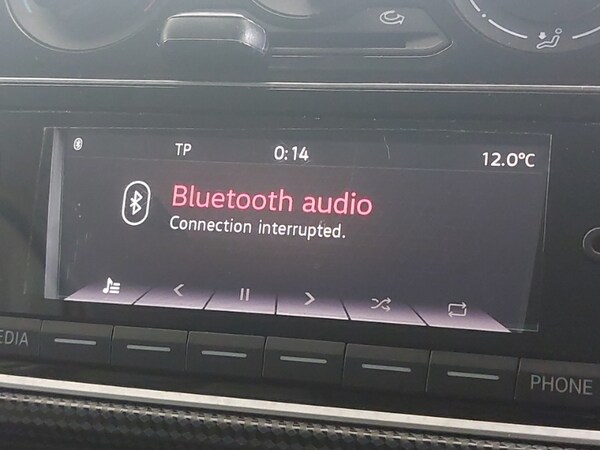 TP 0:14 12.0°C
Bluetooth audio
Connection interrupted.
EDIA PHONE